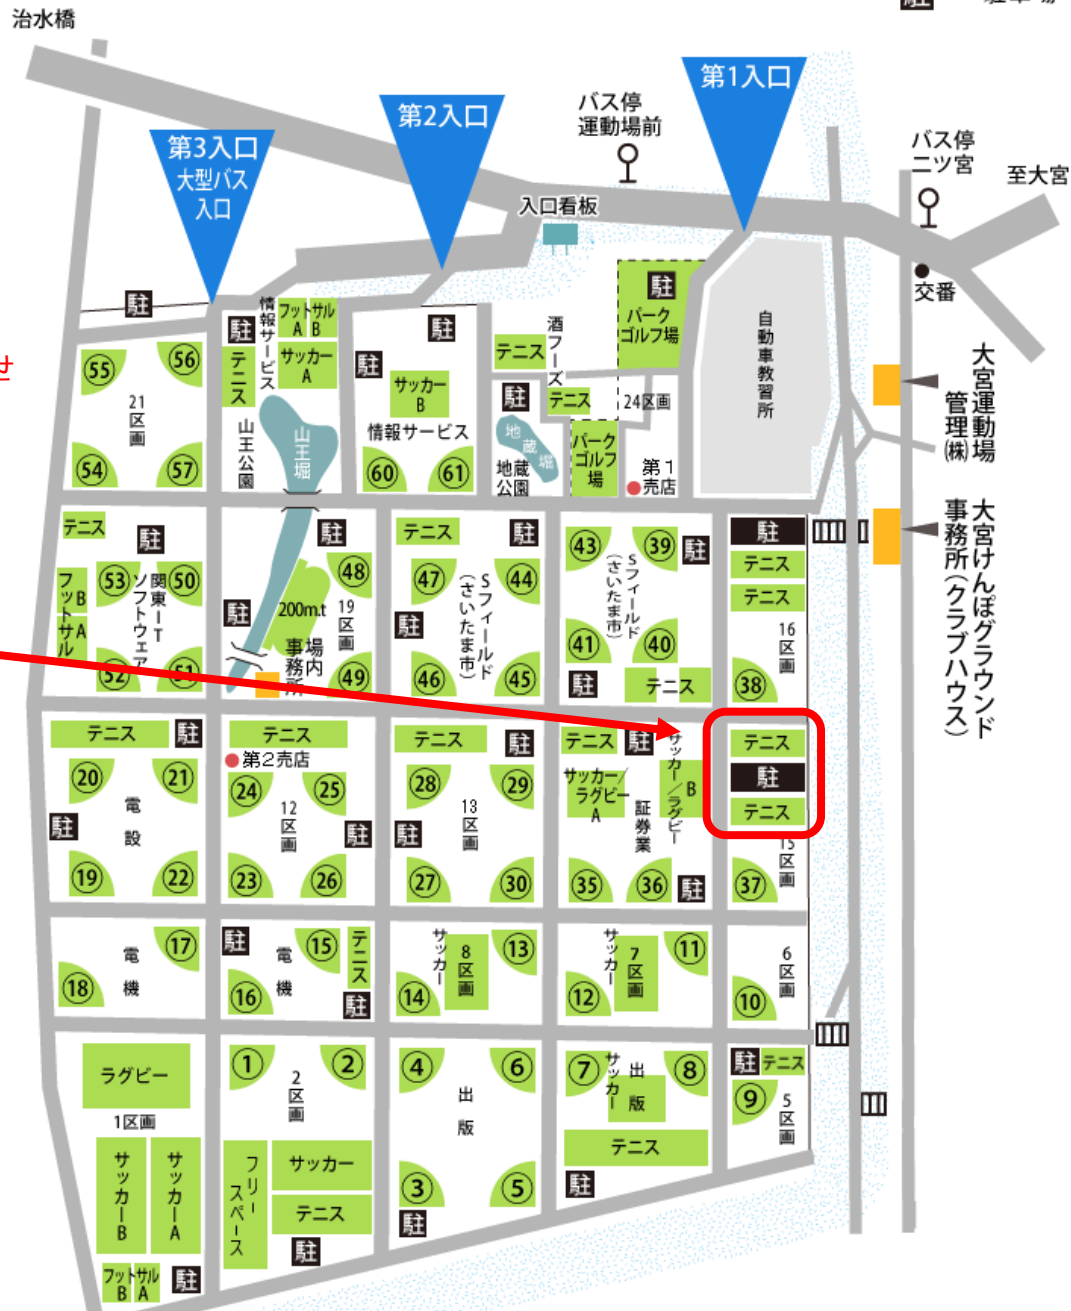 駐
治水橋
第3入口
大型バス
入口
第2入口
第1入口
バス停
運動場前
バス停
二ツ宮
至大宮
入口看板
交番
せ
駐
駐
情報サービス
フットサル
A B
サッカー
A
テニス
山王公園
山王堀
駐
駐
サッカー
B
情報サービス
60
61
テニス
酒フーズ
駐
テニス
地蔵堀
地蔵
公園
駐
パーク
ゴルフ場
24区画
パーク
ゴルフ
場
第1
売店
自動車教習所
大宮運動場
管理㈱
大宮けんぽグラウンド
事務所(クラブハウス)
55
56
21区画
54
57
テニス
駐
フットサル
B
A
53
50
関東IT
ソフトウェア
52
51
駐
駐
48
200m.t
19区画
場内
事務所
49
テニス
駐
47
44
駐
Sフィールド
(さいたま市)
46
45
43
39
駐
Sフィールド
(さいたま市)
41
40
駐
テニス
駐
テニス
テニス
16区画
38
テニス
駐
20
21
電設
駐
19
22
テニス
第2売店
24
25
12区画
駐
23
26
テニス
駐
28
29
13区画
駐
27
30
テニス
駐
サッカー/ラグビー
B
サッカー/
ラグビー
A
証券業
35
36
駐
テニス
駐
テニス
15区画
37
17
電機
18
駐
電機
15
テニス
16
駐
サッカー
8区画
13
14
サッカー
7区画
11
12
6区画
10
ラグビー
1区画
サッカーB
サッカーA
フットサル
B A
駐
1
2
2区画
フリースペース
サッカー
テニス
駐
4
6
出版
3
5
駐
7
サッカー
出版
8
テニス
駐
駐
テニス
9
5区画